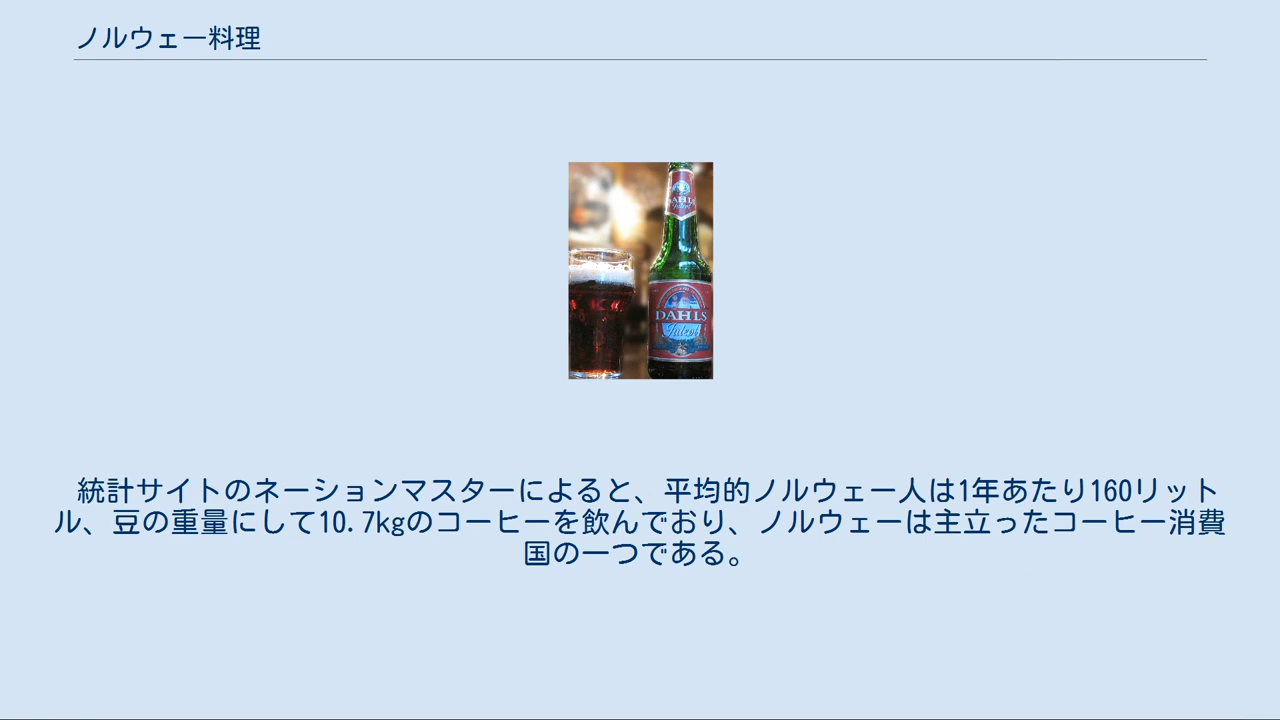 ノルウェー料理
DAHLS
DAHLS
Juleøl
統計サイトのネーションマスターによると、平均的ノルウェー人は1年あたり160リット
ル、豆の重量にして10.7kgのコーヒーを飲んでおり、ノルウェーは主立ったコーヒー消費
国の一つである。